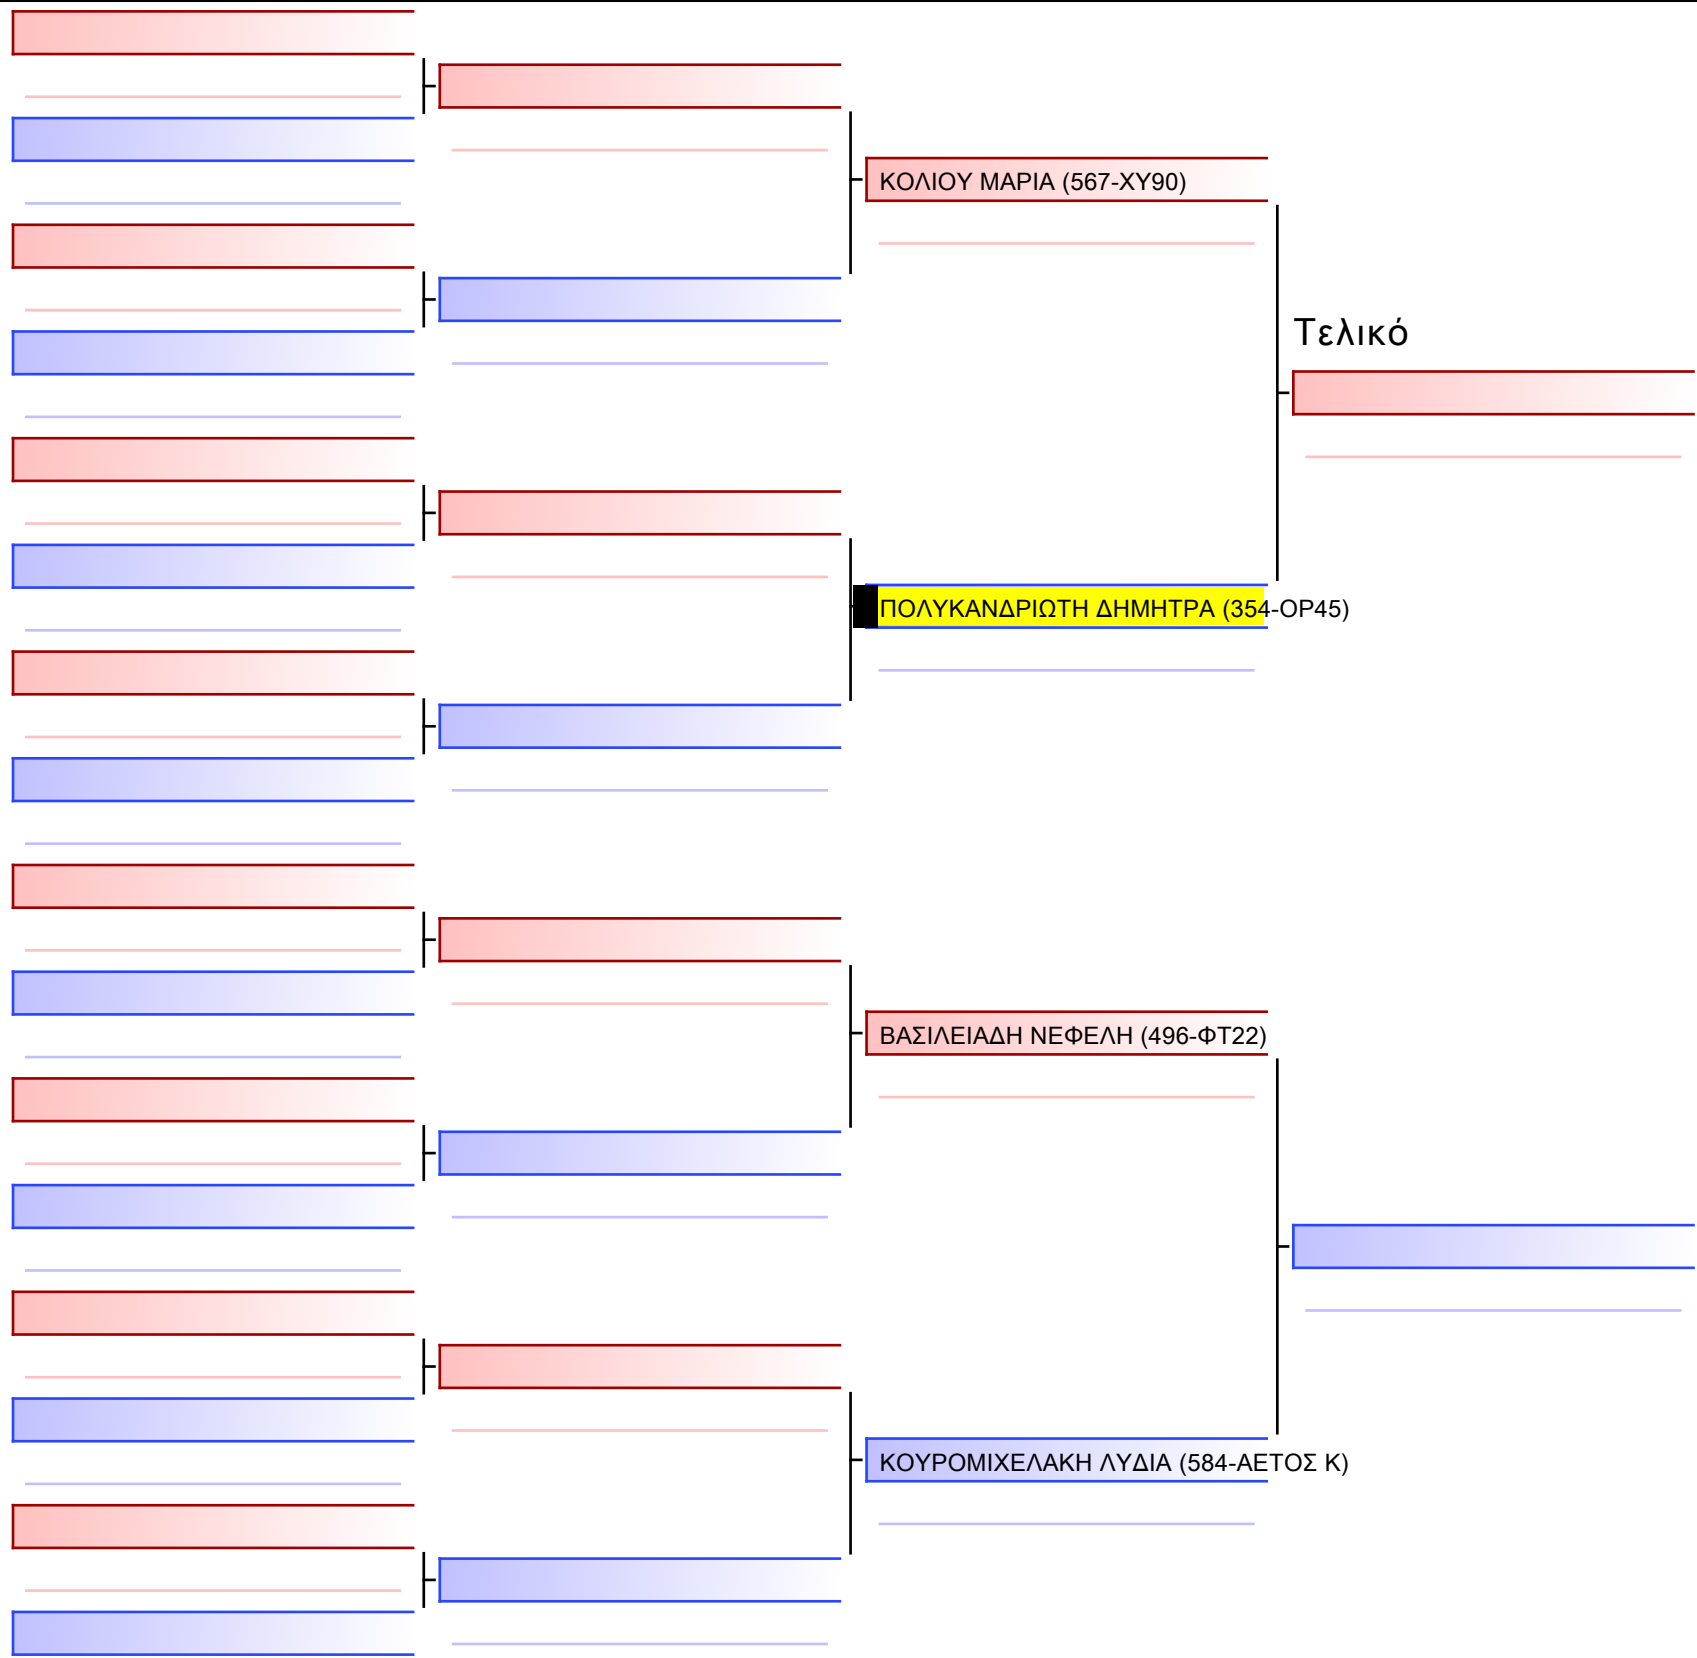 ΚΟΛΙΟΥ ΜΑΡΙΑ (567-ΧΥ90)
Τελικό
ΠΟΛΥΚΑΝΔΡΙΩΤΗ ΔΗΜΗΤΡΑ (354-ΟΡ45)
ΒΑΣΙΛΕΙΑΔΗ ΝΕΦΕΛΗ (496-ΦΤ22)
ΚΟΥΡΟΜΙΧΕΛΑΚΗ ΛΥΔΙΑ (584-ΑΕΤΟΣ Κ)